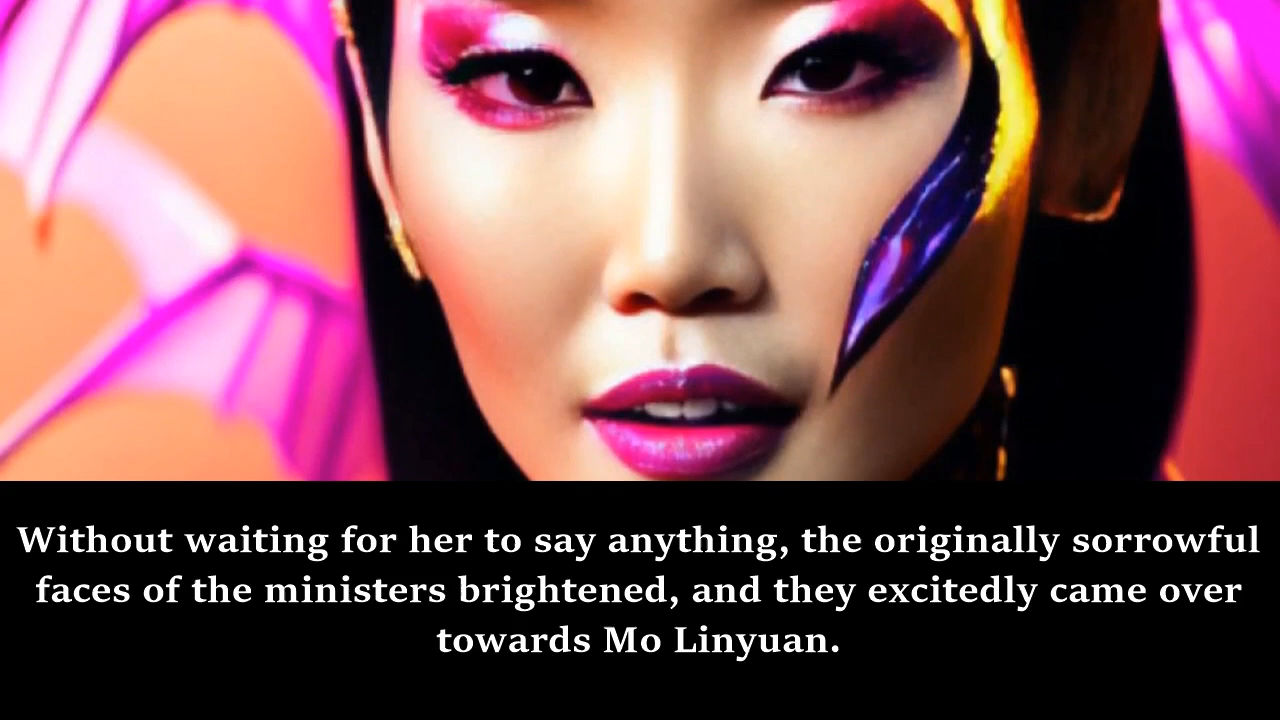 Without waiting for her to say anything, the originally sorrowful
faces of the ministers brightened, and they excitedly came over
towards Mo Linyuan.